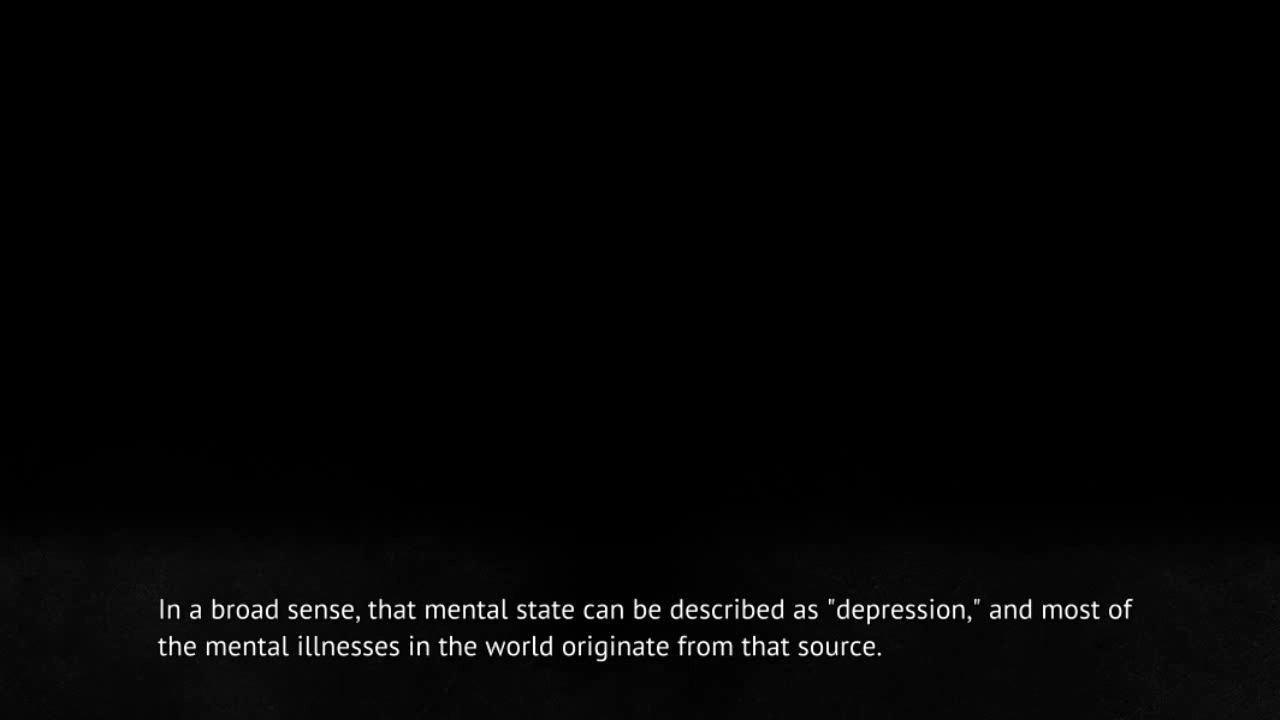 In a broad sense, that mental state can be described as "depression," and most of
the mental illnesses in the world originate from that source.